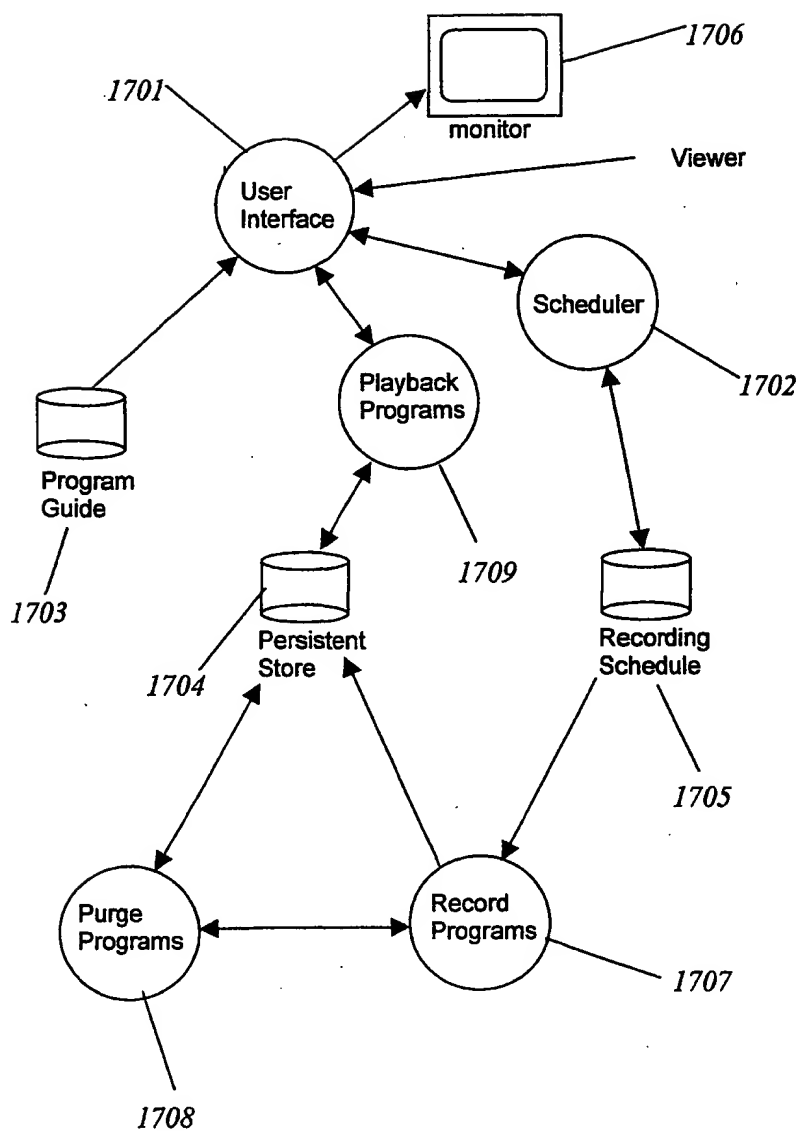 1706
1701
monitor
Viewer
User
Interface
Scheduler
1702
Playback
Programs
Program
Guide
1709
1703
Persistent
Store
Recording
Schedule
1704
1705
Purge
Programs
Record
Programs
1707
1708